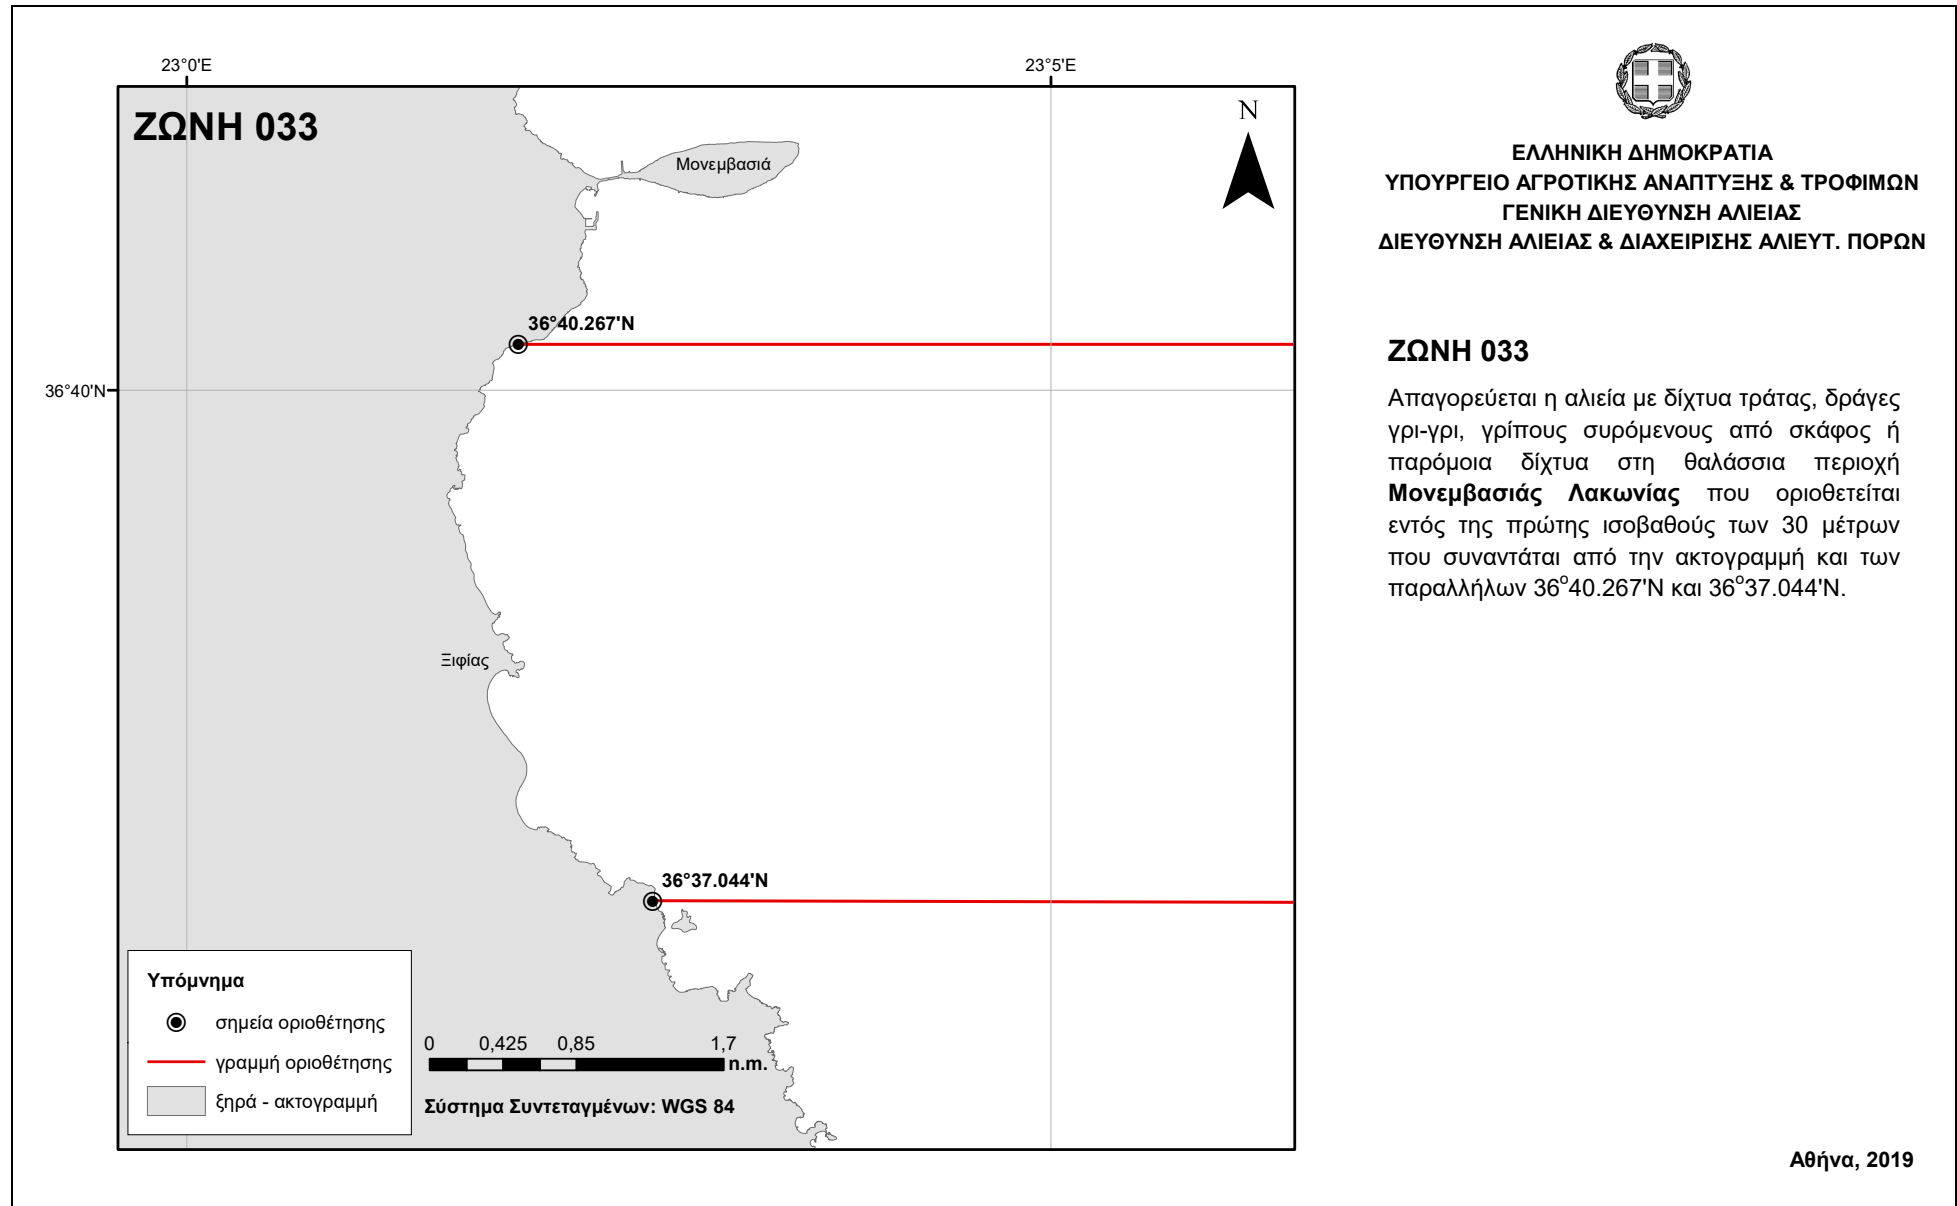 23°0'E
23°5'E
ΖΩΝΗ 033
N
Μονεμβασιά
36°40.267'N
36°40'N
Ξιφίας
36°37.044'N
Υπόμνημα
σημεία οριοθέτησης
γραμμή οριοθέτησης
ξηρά - ακτογραμμή
0 0,425 0,85 1,7
n.m.
Σύστημα Συντεταγμένων: WGS 84
ΕΛΛΗΝΙΚΗ ΔΗΜΟΚΡΑΤΙΑ
ΥΠΟΥΡΓΕΙΟ ΑΓΡΟΤΙΚΗΣ ΑΝΑΠΤΥΞΗΣ & ΤΡΟΦΙΜΩΝ
ΓΕΝΙΚΗ ΔΙΕΥΘΥΝΣΗ ΑΛΙΕΙΑΣ
ΔΙΕΥΘΥΝΣΗ ΑΛΙΕΙΑΣ & ΔΙΑΧΕΙΡΙΣΗΣ ΑΛΙΕΥΤ. ΠΟΡΩΝ
ΖΩΝΗ 033
Απαγορεύεται η αλιεία με δίχτυα τράτας, δράγες
γρι-γρι, γρίπους συρόμενους από σκάφος ή
παρόμοια δίχτυα στη θαλάσσια περιοχή
Μονεμβασιάς Λακωνίας που οριοθετείται
εντός της πρώτης ισοβαθούς των 30 μέτρων
που συναντάται από την ακτογραμμή και των
παραλλήλων 36°40.267'N και 36°37.044'N.
Αθήνα, 2019